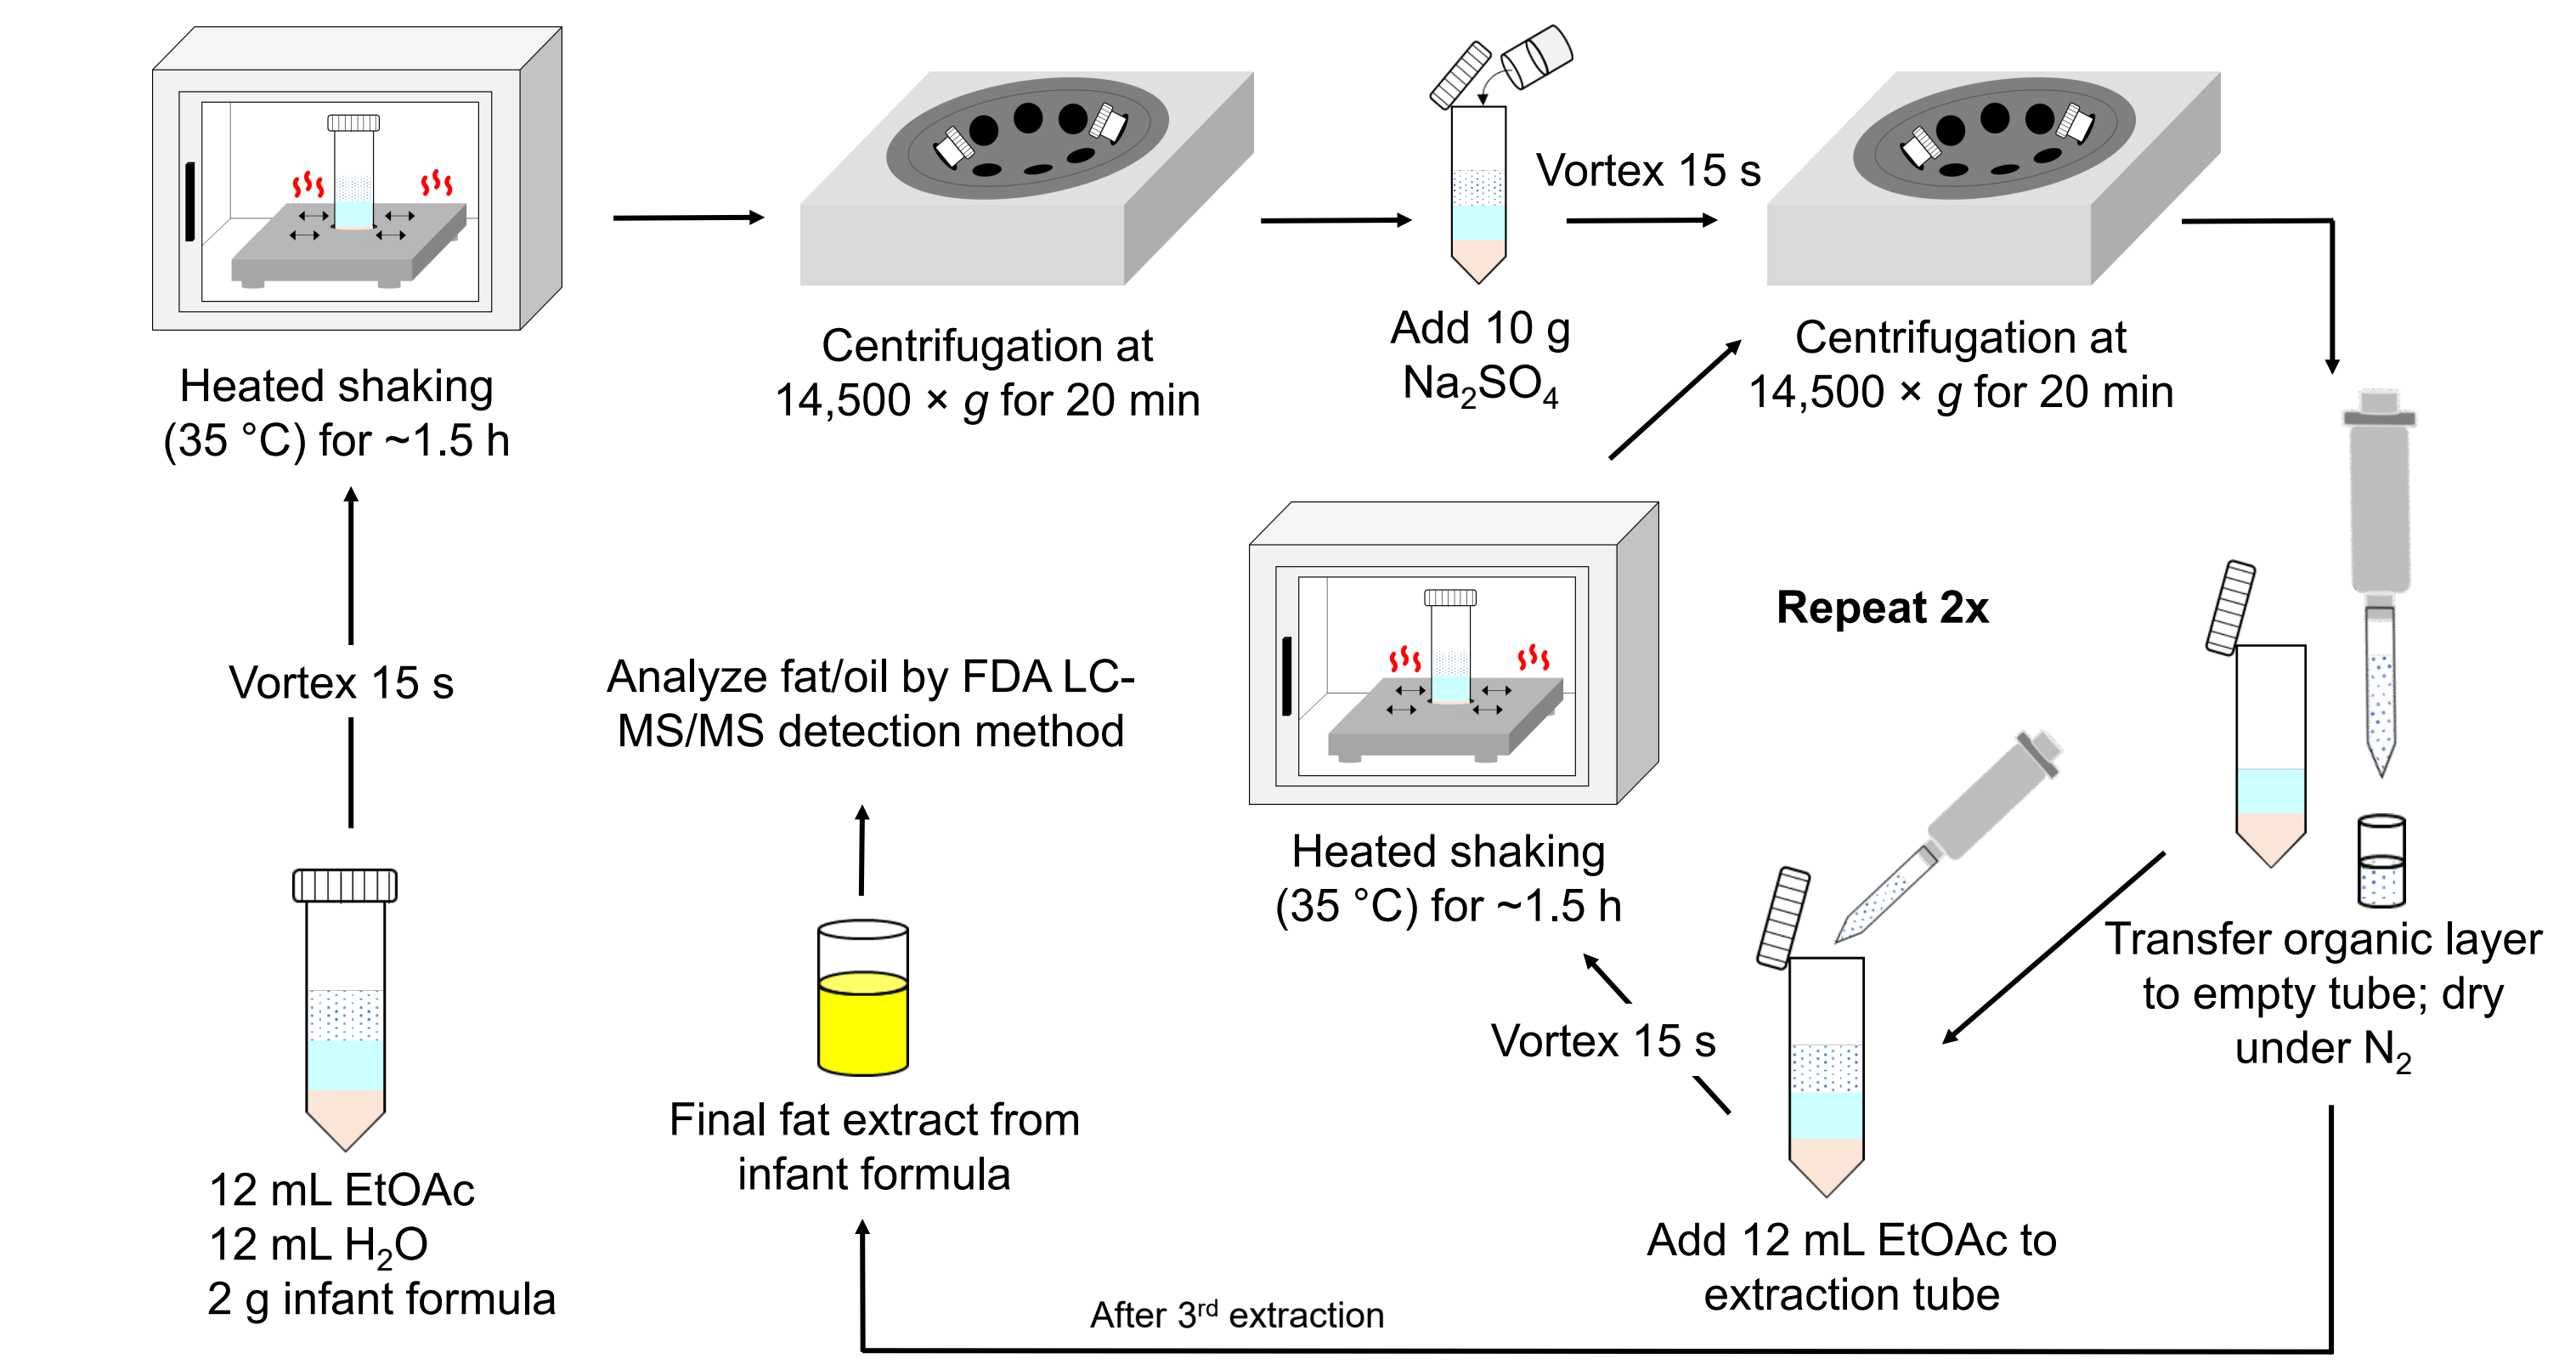 Heated shaking
(35 °C) for ~1.5 h
Centrifugation at
14,500 × g for 20 min
Add 10 g
Na₂SO₄
Vortex 15 s
Centrifugation at
14,500 × g for 20 min
Vortex 15 s
12 mL EtOAc
12 mL H₂O
2 g infant formula
Analyze fat/oil by FDA LC-
MS/MS detection method
Final fat extract from
infant formula
Heated shaking
(35 °C) for ~1.5 h
Repeat 2x
Vortex 15 s
Transfer organic layer
to empty tube; dry
under N₂
Add 12 mL EtOAc to
extraction tube
After 3ʳᵈ extraction